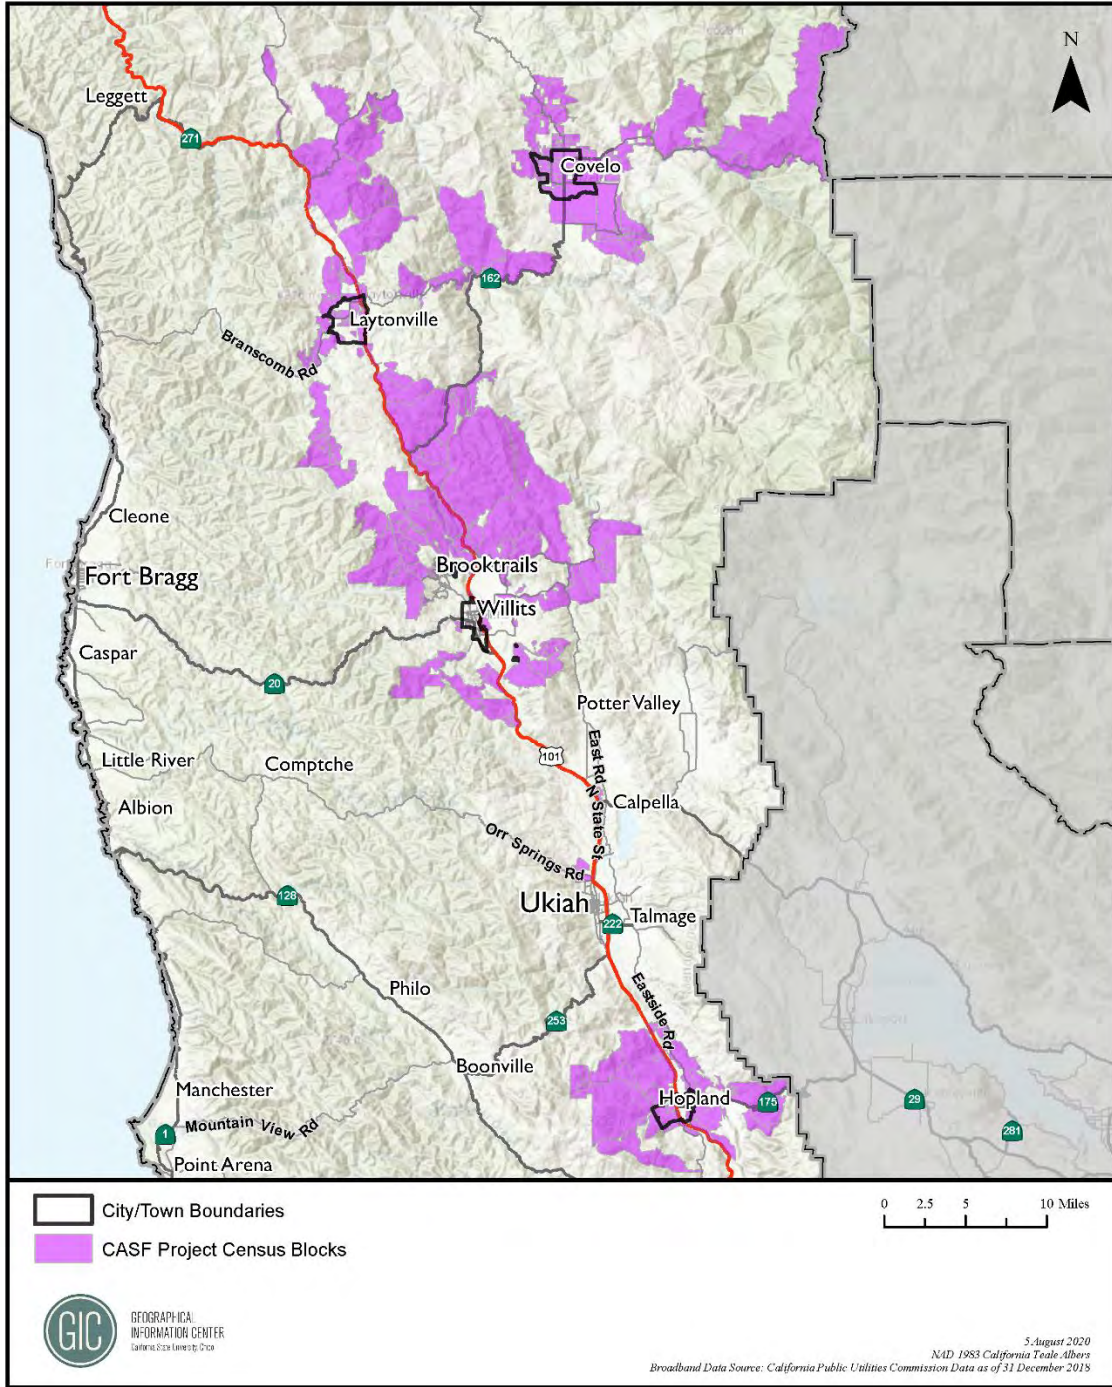 N
Leggett
271
Covelo
162
Laytonville
Branscomb Rd
Cleone
Fort Bragg
Brooktrails
Willits
Caspar
20
Potter Valley
East Rd
101
Little River
Comptche
N State St
Calpella
Albion
Orr Springs Rd
128
Ukiah
222
Talmage
Philo
Eastside Rd
253
Boonville
Manchester
Hopland
175
29
1
Mountain View Rd
281
Point Arena
City/Town Boundaries
0 2.5 5 10 Miles
CASF Project Census Blocks
GIC
GEOGRAPHICAL
INFORMATION CENTER
California State University, Chico
5 August 2020
NAD 1983 California Teale Albers
Broadband Data Source: California Public Utilities Commission Data as of 31 December 2018